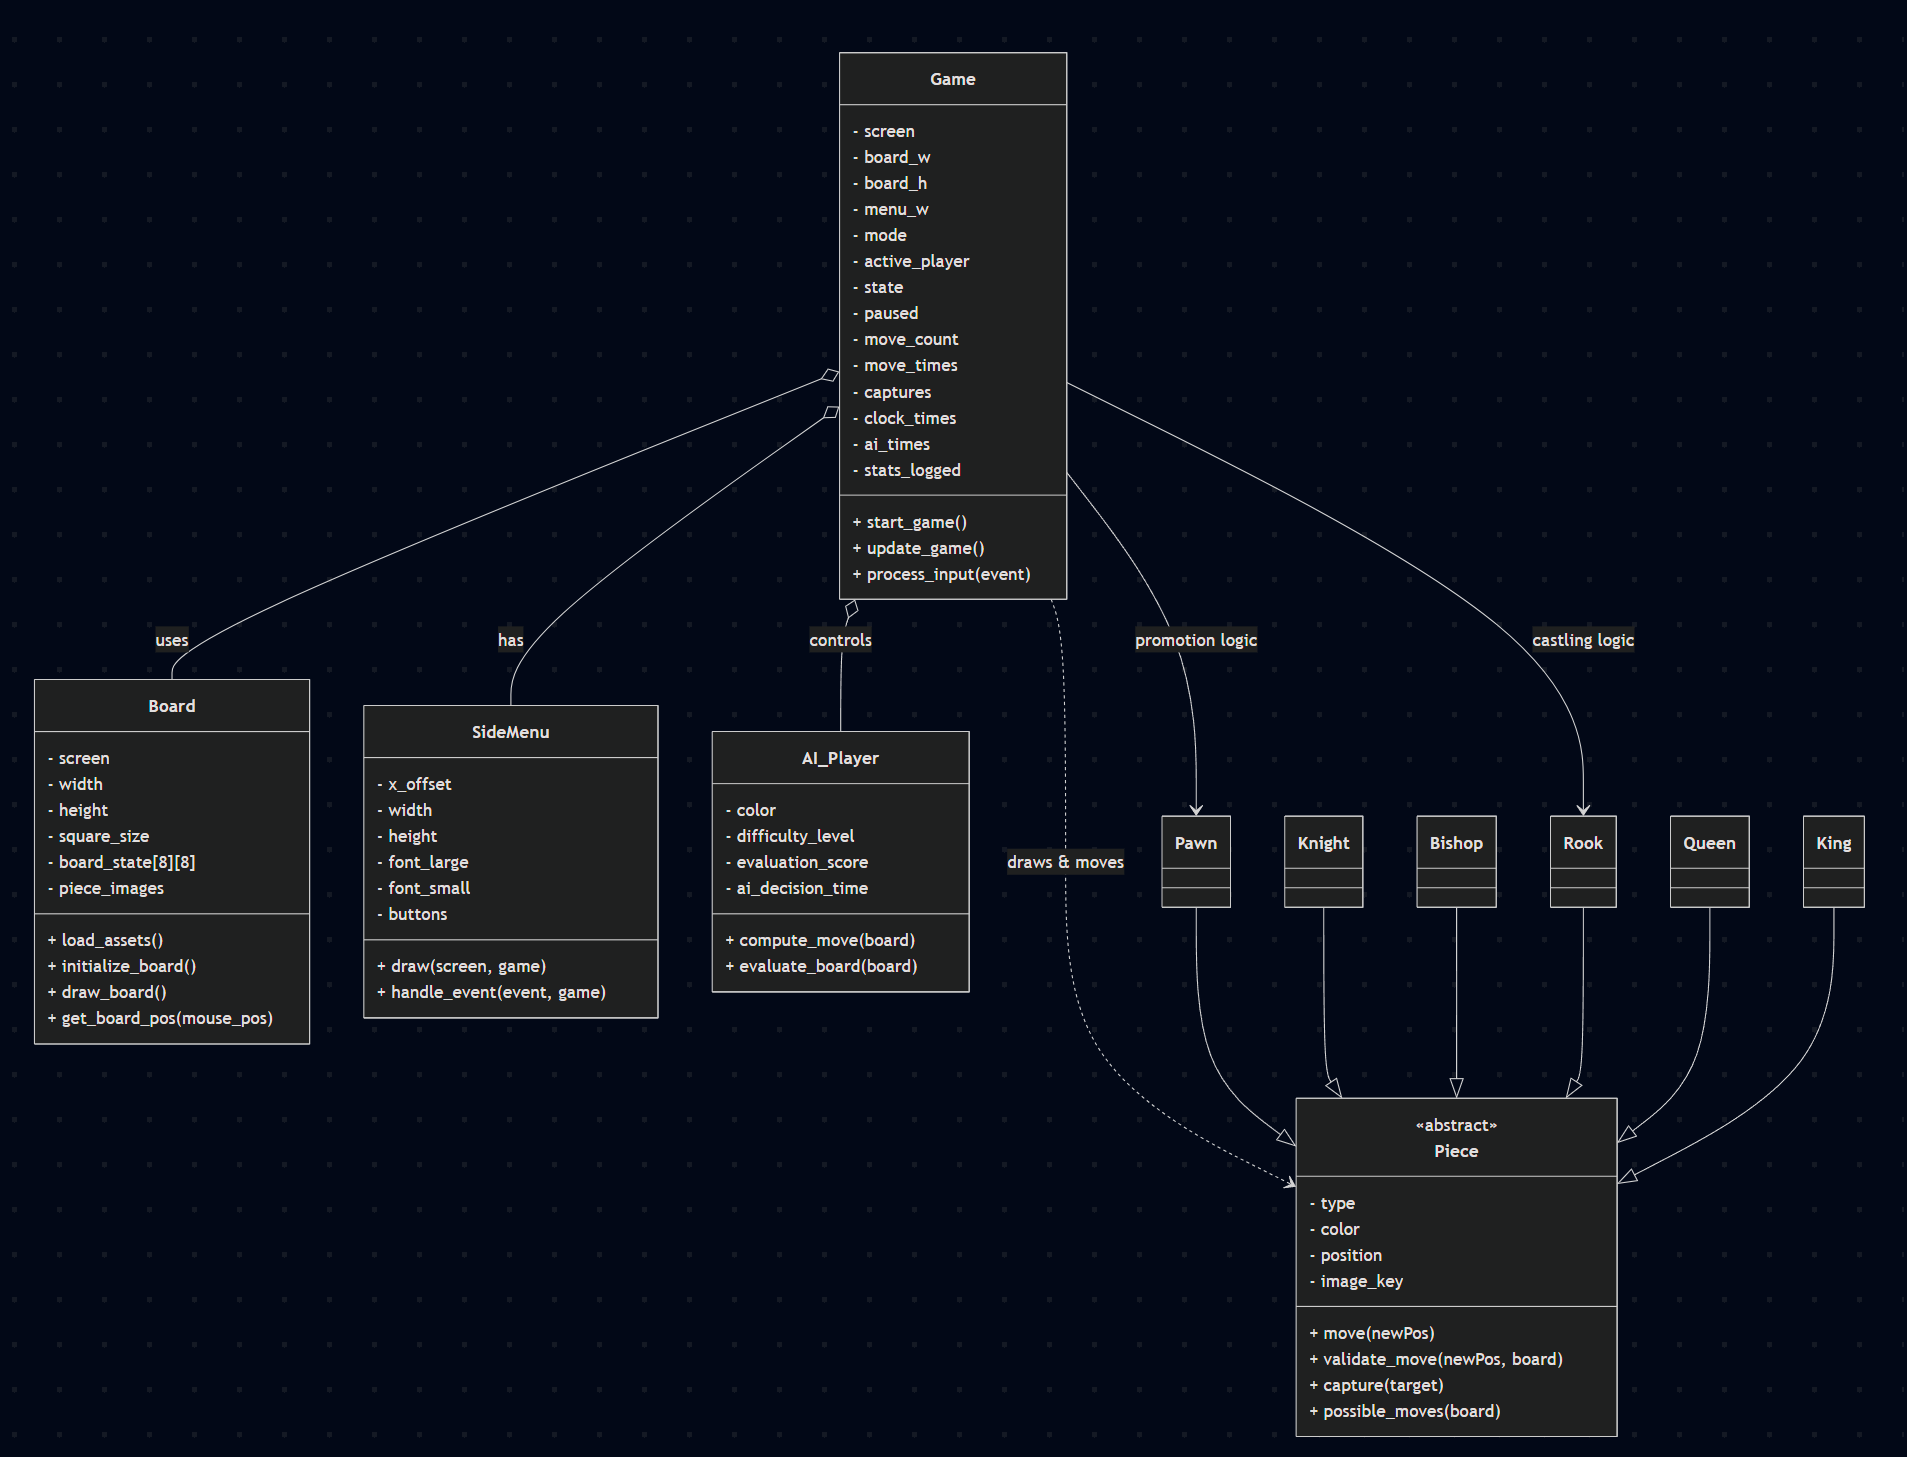 Game
- screen
- board_w
- board_h
- menu_w
- mode
- active_player
- state
- paused
- move_count
- move_times
- captures
- clock_times
- ai_times
- stats_logged
+ start_game()
+ update_game()
+ process_input(event)
uses
has
controls
promotion logic
castling logic
draws & moves
Board
- screen
- width
- height
- square_size
- board_state[8][8]
- piece_images
+ load_assets()
+ initialize_board()
+ draw_board()
+ get_board_pos(mouse_pos)
SideMenu
- x_offset
- width
- height
- font_large
- font_small
- buttons
+ draw(screen, game)
+ handle_event(event, game)
AI_Player
- color
- difficulty_level
- evaluation_score
- ai_decision_time
+ compute_move(board)
+ evaluate_board(board)
Pawn
Knight
Bishop
Rook
Queen
King
«abstract»
Piece
- type
- color
- position
- image_key
+ move(newPos)
+ validate_move(newPos, board)
+ capture(target)
+ possible_moves(board)